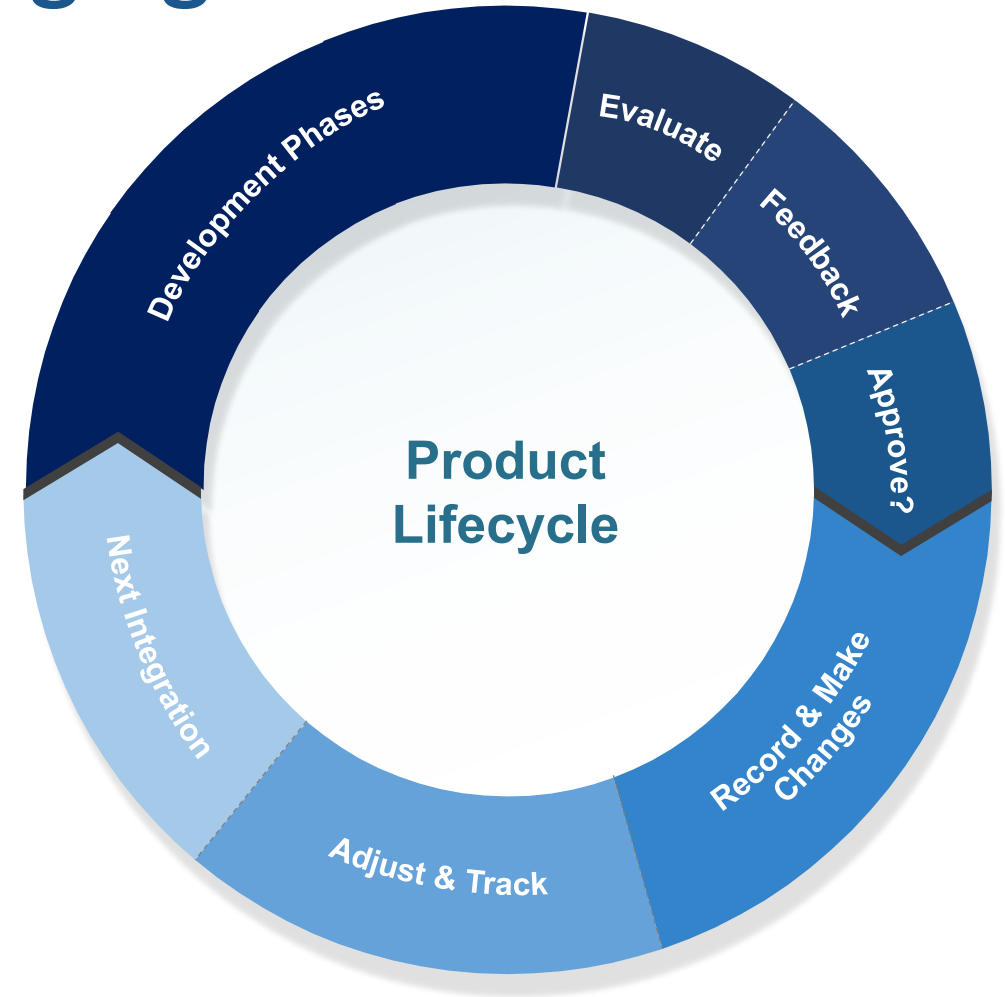 Development Phases
Evaluate
Feedback
Approve?
Record & Make
Changes
Adjust & Track
Next Integration
Product
Lifecycle